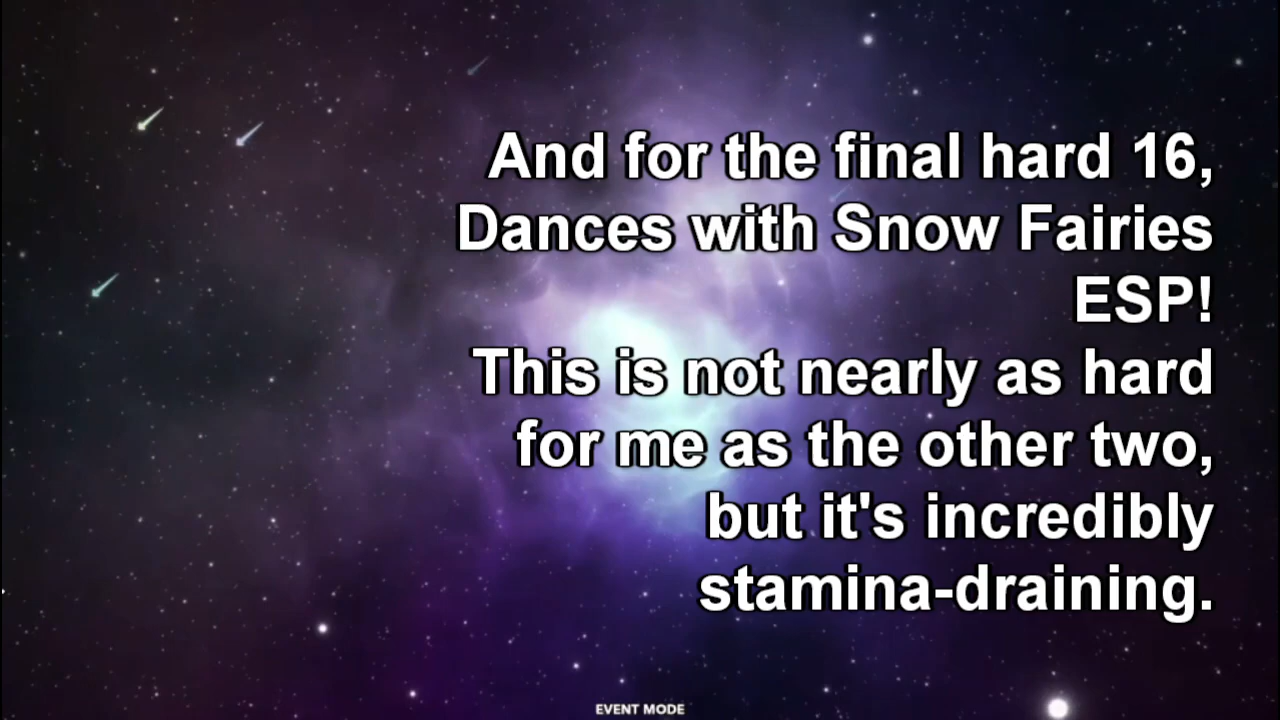 And for the final hard 16,
Dances with Snow Fairies
ESP!
This is not nearly as hard
for me as the other two,
but it's incredibly
stamina-draining.
EVENT MODE